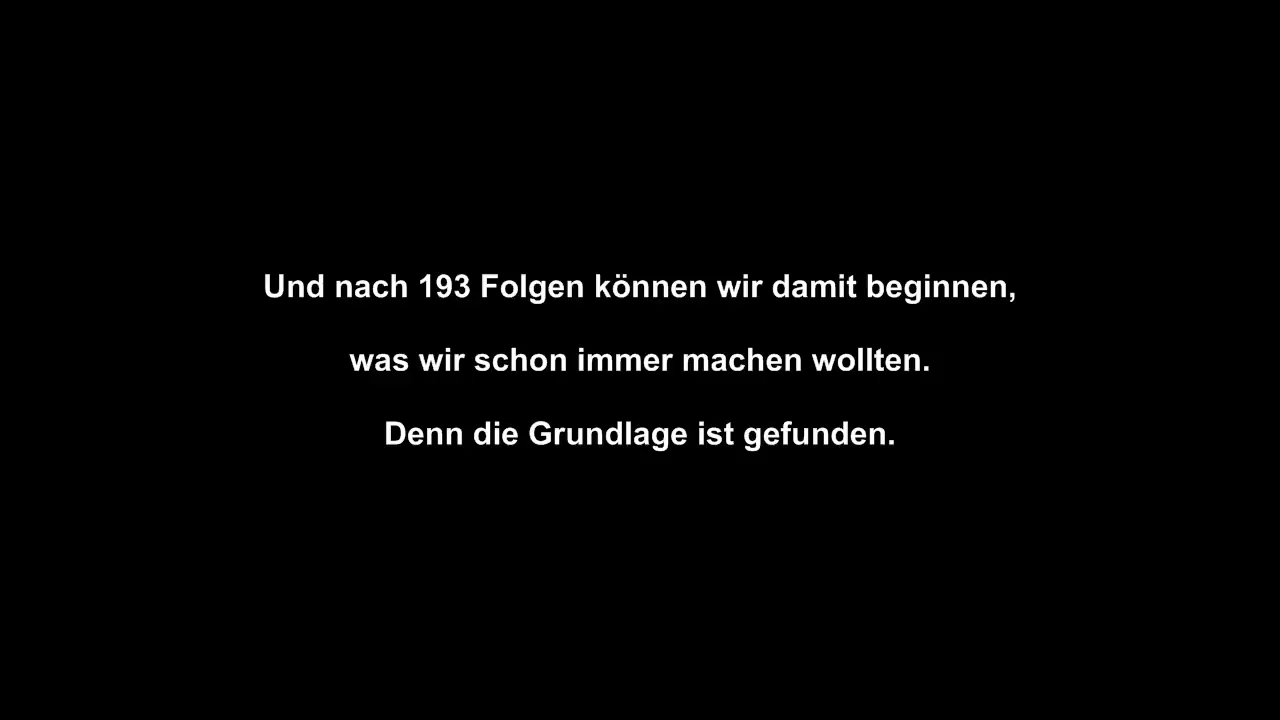 Und nach 193 Folgen können wir damit beginnen,
was wir schon immer machen wollten.
Denn die Grundlage ist gefunden.